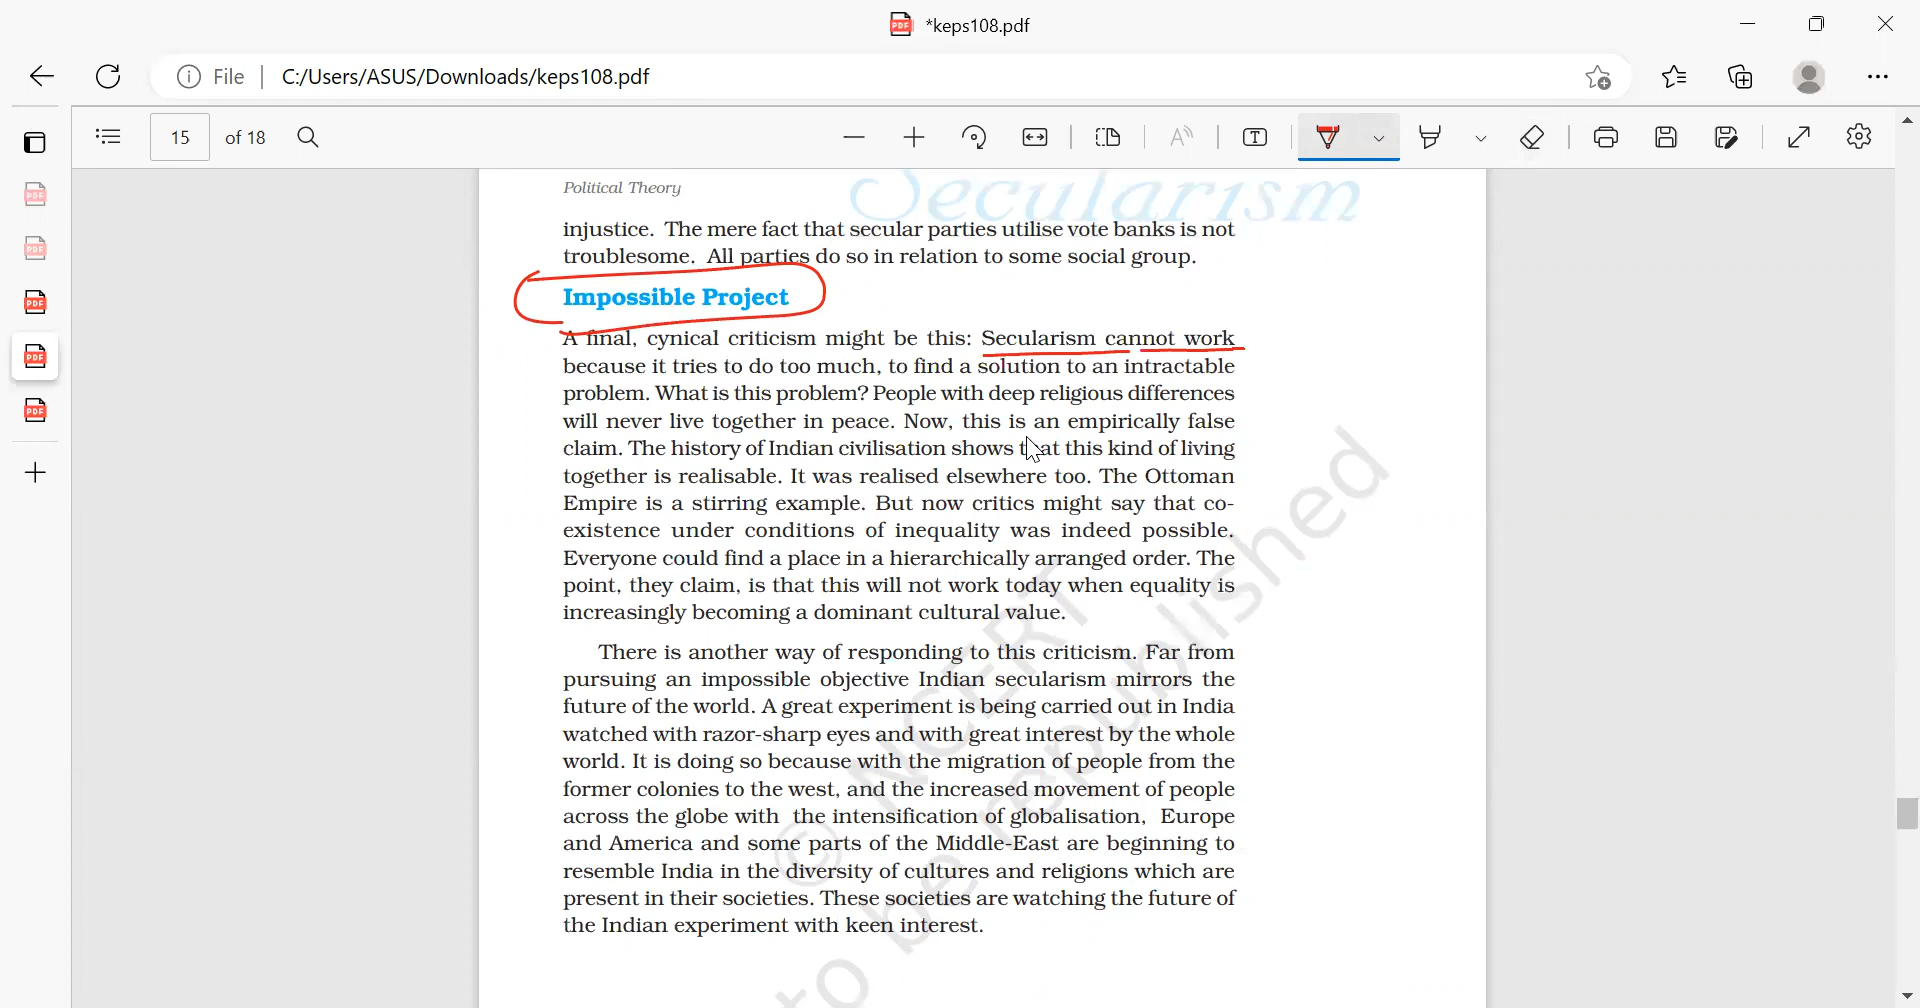 *keps108.pdf
File
C:/Users/ASUS/Downloads/keps108.pdf
15 of 18
Political Theory
Secularism
injustice. The mere fact that secular parties utilise vote banks is not
troublesome. All parties do so in relation to some social group.
Impossible Project
A final, cynical criticism might be this: Secularism cannot work
because it tries to do too much, to find a solution to an intractable
problem. What is this problem? People with deep religious differences
will never live together in peace. Now, this is an empirically false
claim. The history of Indian civilisation shows that this kind of living
together is realisable. It was realised elsewhere too. The Ottoman
Empire is a stirring example. But now critics might say that co-
existence under conditions of inequality was indeed possible.
Everyone could find a place in a hierarchically arranged order. The
point, they claim, is that this will not work today when equality is
increasingly becoming a dominant cultural value.
There is another way of responding to this criticism. Far from
pursuing an impossible objective Indian secularism mirrors the
future of the world. A great experiment is being carried out in India
watched with razor-sharp eyes and with great interest by the whole
world. It is doing so because with the migration of people from the
former colonies to the west, and the increased movement of people
across the globe with the intensification of globalisation, Europe
and America and some parts of the Middle-East are beginning to
resemble India in the diversity of cultures and religions which are
present in their societies. These societies are watching the future of
the Indian experiment with keen interest.
© NCERT
to be republished